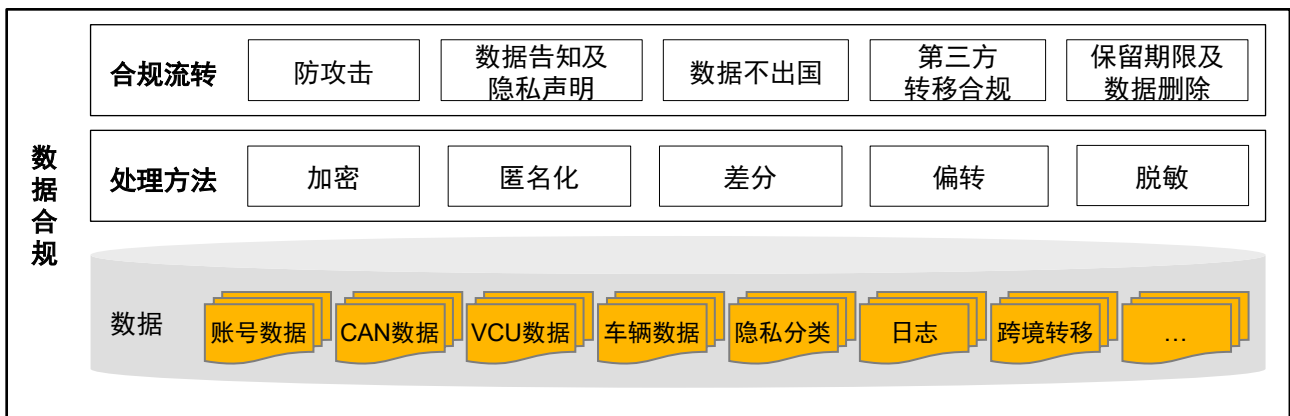 数据合规
合规流转
防攻击
数据告知及
隐私声明
数据不出国
第三方
转移合规
保留期限及
数据删除
处理方法
加密
匿名化
差分
偏转
脱敏
数据
账号数据
CAN数据
VCU数据
车辆数据
隐私分类
日志
跨境转移
…